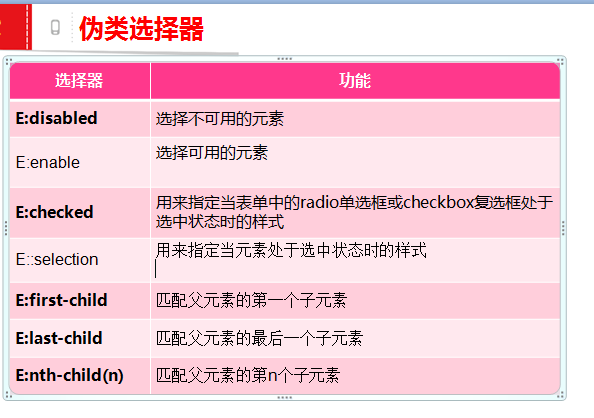 伪类选择器
选择器 功能
E:disabled 选择不可用的元素
E:enable 选择可用的元素
E:checked 用来指定当表单中的radio单选框或checkbox复选框处于
选中状态时的样式
E::selection 用来指定当元素处于选中状态时的样式
E:first-child 匹配父元素的第一个子元素
E:last-child 匹配父元素的最后一个子元素
E:nth-child(n) 匹配父元素的第n个子元素